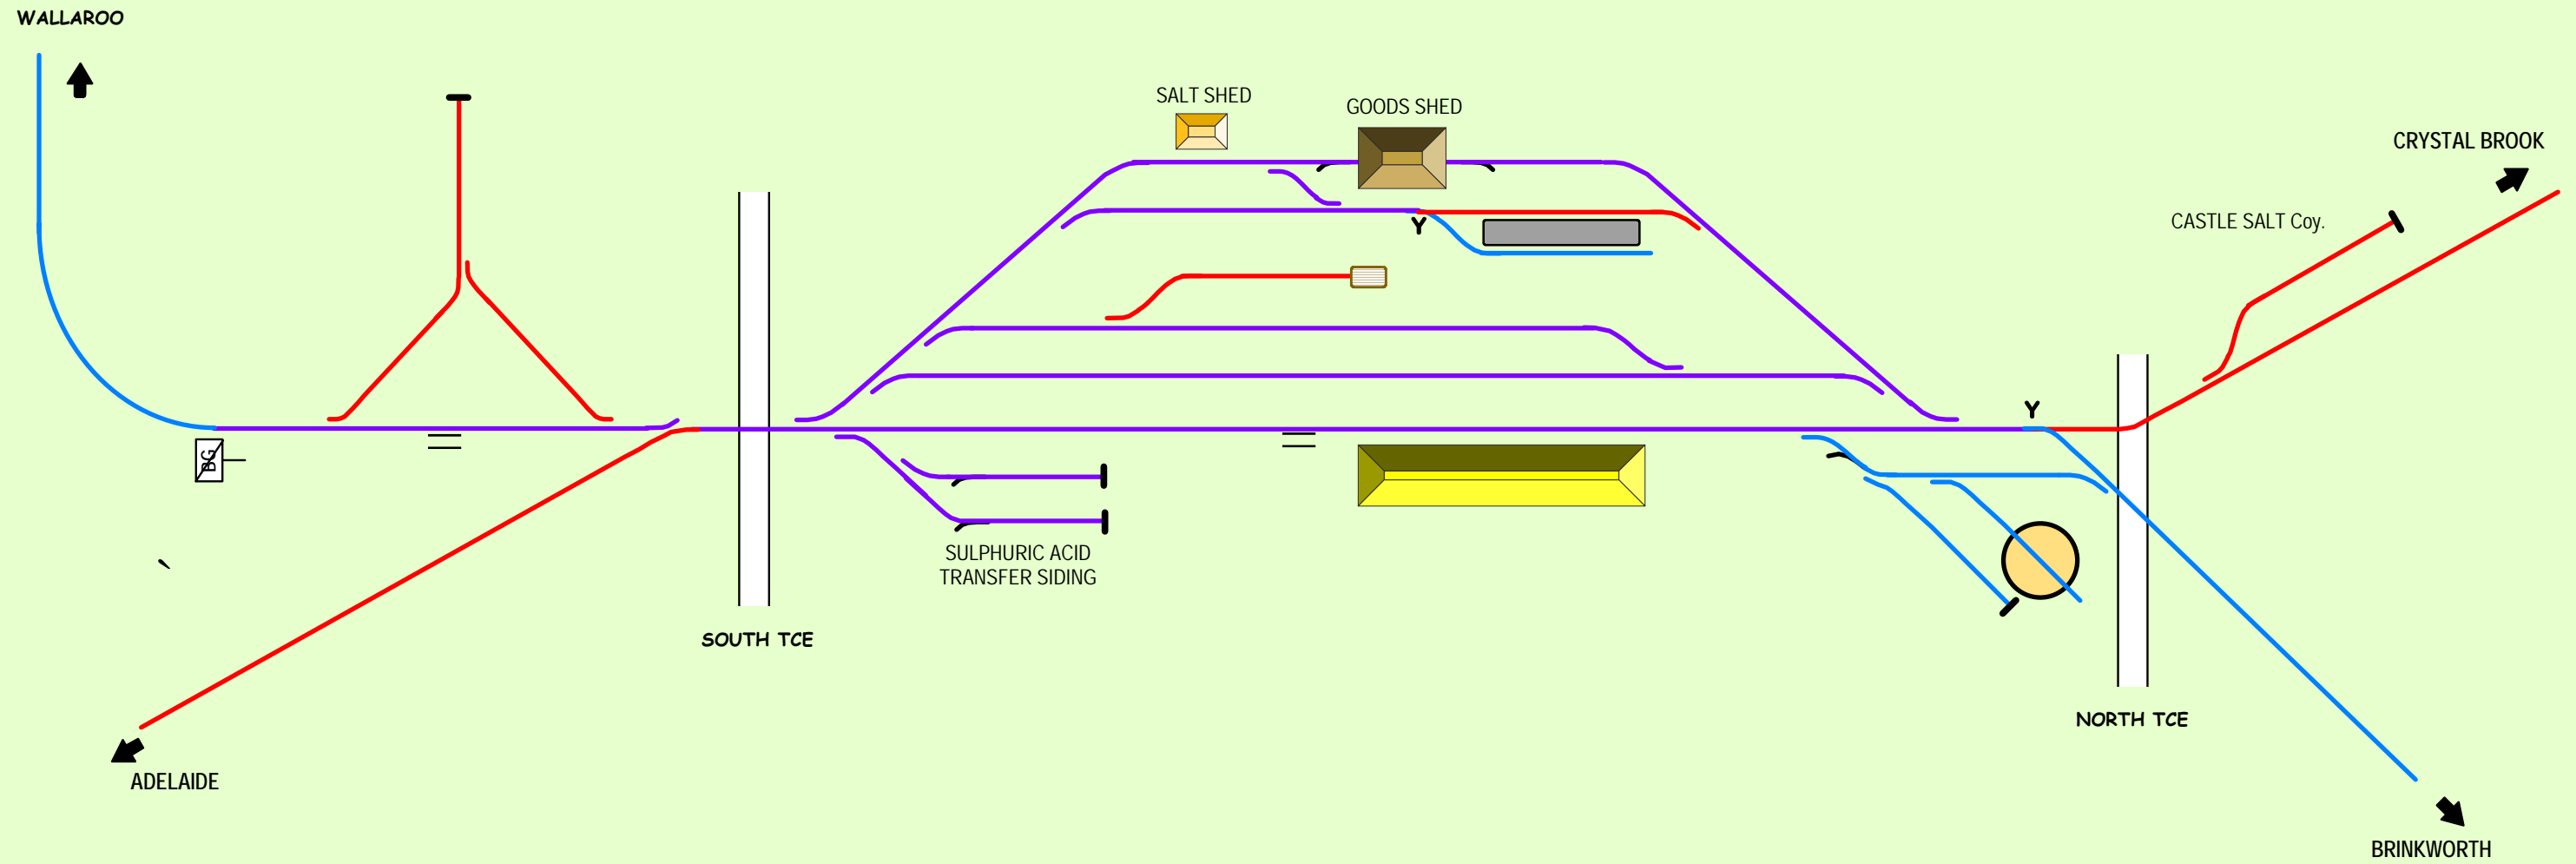 WALLAROO
SALT SHED
GOODS SHED
CRYSTAL BROOK
CASTLE SALT Coy.
Y
Y
BG
SULPHURIC ACID
TRANSFER SIDING
SOUTH TCE
NORTH TCE
ADELAIDE
BRINKWORTH